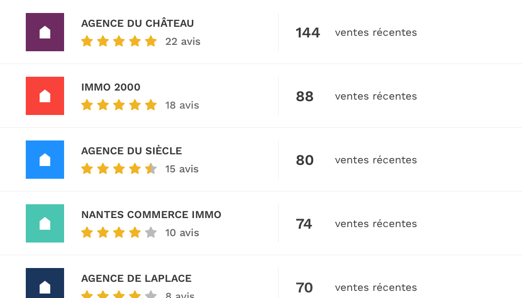 AGENCE DU CHÂTEAU
22 avis
144 ventes récentes
IMMO 2000
18 avis
88 ventes récentes
AGENCE DU SIÈCLE
15 avis
80 ventes récentes
NANTES COMMERCE IMMO
10 avis
74 ventes récentes
AGENCE DE LAPLACE
8 avis
70 ventes récentes